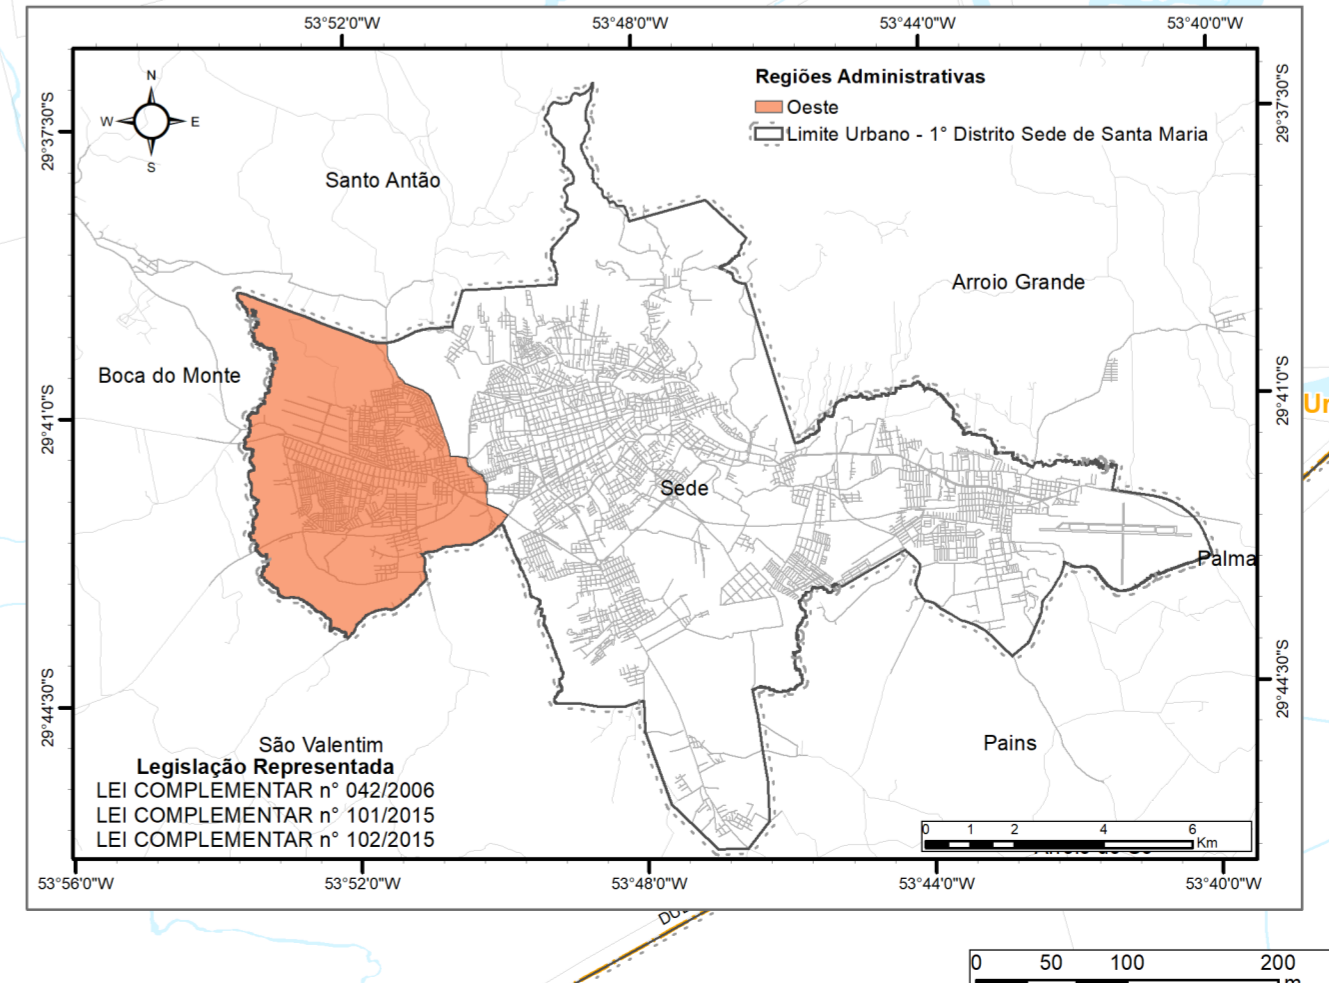 53°52'0"W 53°48'0"W 53°44'0"W 53°40'0"W
29°37'30"S
29°37'30"S
N
W E
S
Regiões Administrativas
Oeste
Limite Urbano - 1° Distrito Sede de Santa Maria
Santo Antão
Arroio Grande
Boca do Monte
29°41'0"S
29°41'0"S
Ur
Sede
Palma
29°44'30"S
29°44'30"S
Pains
São Valentim
Legislação Representada
LEI COMPLEMENTAR n° 042/2006
LEI COMPLEMENTAR n° 101/2015
LEI COMPLEMENTAR n° 102/2015
0 1 2 4 6
Km
53°56'0"W 53°52'0"W 53°48'0"W 53°44'0"W 53°40'0"W
0 50 100 200